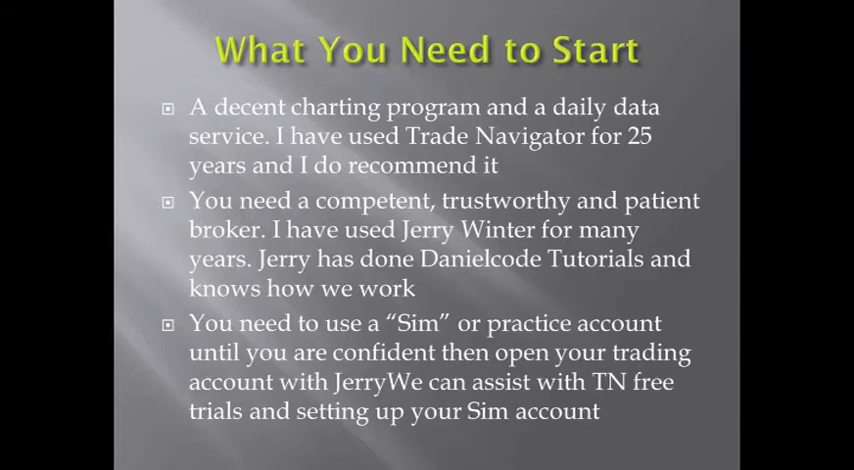 What You Need to Start
A decent charting program and a daily data
service. I have used Trade Navigator for 25
years and I do recommend it
You need a competent, trustworthy and patient
broker. I have used Jerry Winter for many
years. Jerry has done Danielcode Tutorials and
knows how we work
You need to use a “Sim” or practice account
until you are confident then open your trading
account with JerryWe can assist with TN free
trials and setting up your Sim account